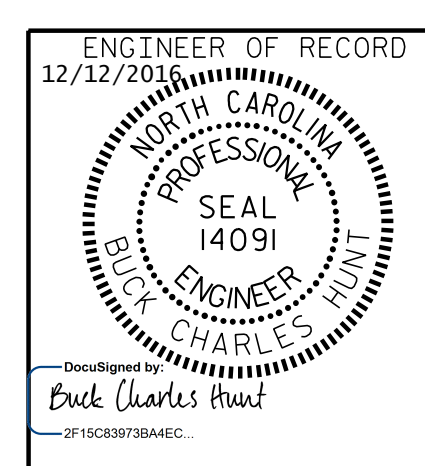 ENGINEER OF RECORD
12/12/2016
NORTH CAROLINA
PROFESSIONAL
SEAL
14091
ENGINEER
BUCK CHARLES HUNT
DocuSigned by:
Buck Charles Hunt
2F15C83973BA4EC...